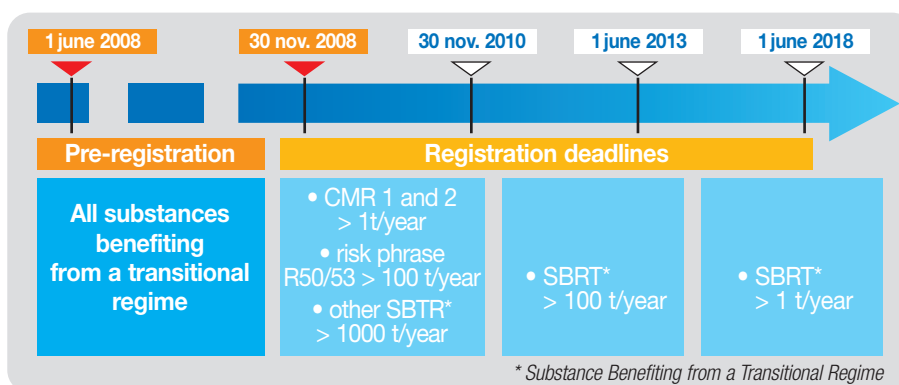 1 june 2008
30 nov. 2008
30 nov. 2010
1 june 2013
1 june 2018
Pre-registration
Registration deadlines
All substances
benefiting
from a transitional
regime
• CMR 1 and 2
> 1t/year
• risk phrase
R50/53 > 100 t/year
• other SBTR*
> 1000 t/year
• SBRT*
> 100 t/year
• SBRT*
> 1 t/year
* Substance Benefiting from a Transitional Regime